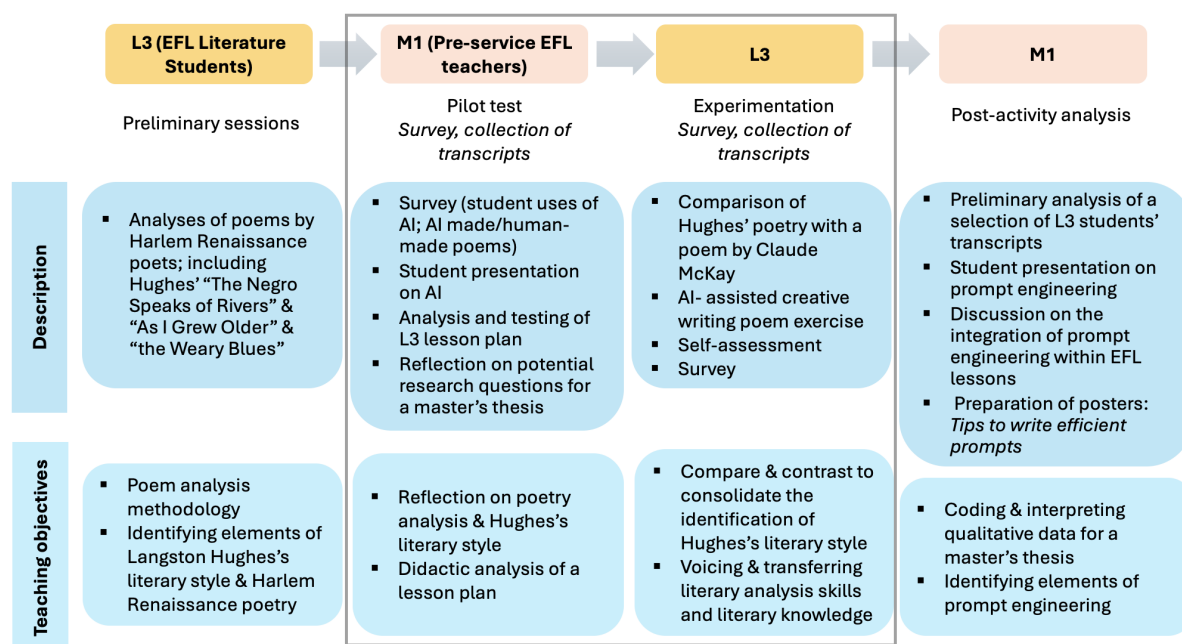 L3 (EFL Literature
Students)
M1 (Pre-service EFL
teachers)
L3
M1
Preliminary sessions
Pilot test
Survey, collection of
transcripts
Experimentation
Survey, collection of
transcripts
Post-activity analysis
Description
▪ Analyses of poems by
Harlem Renaissance
poets; including
Hughes’ “The Negro
Speaks of Rivers” &
“As I Grew Older” &
“the Weary Blues”
▪ Survey (student uses of
AI; AI made/human-
made poems)
▪ Student presentation
on AI
▪ Analysis and testing of
L3 lesson plan
▪ Reflection on potential
research questions for
a master’s thesis
▪ Comparison of
Hughes’ poetry with a
poem by Claude
McKay
▪ AI- assisted creative
writing poem exercise
▪ Self-assessment
▪ Survey
▪ Preliminary analysis of a
selection of L3 students’
transcripts
▪ Student presentation on
prompt engineering
▪ Discussion on the
integration of prompt
engineering within EFL
lessons
▪ Preparation of posters:
Tips to write efficient
prompts
Teaching objectives
▪ Poem analysis
methodology
▪ Identifying elements of
Langston Hughes’s
literary style & Harlem
Renaissance poetry
▪ Reflection on poetry
analysis & Hughes’s
literary style
▪ Didactic analysis of a
lesson plan
▪ Compare & contrast to
consolidate the
identification of
Hughes’s literary style
▪ Voicing & transferring
literary analysis skills
and literary knowledge
▪ Coding & interpreting
qualitative data for a
master’s thesis
▪ Identifying elements of
prompt engineering